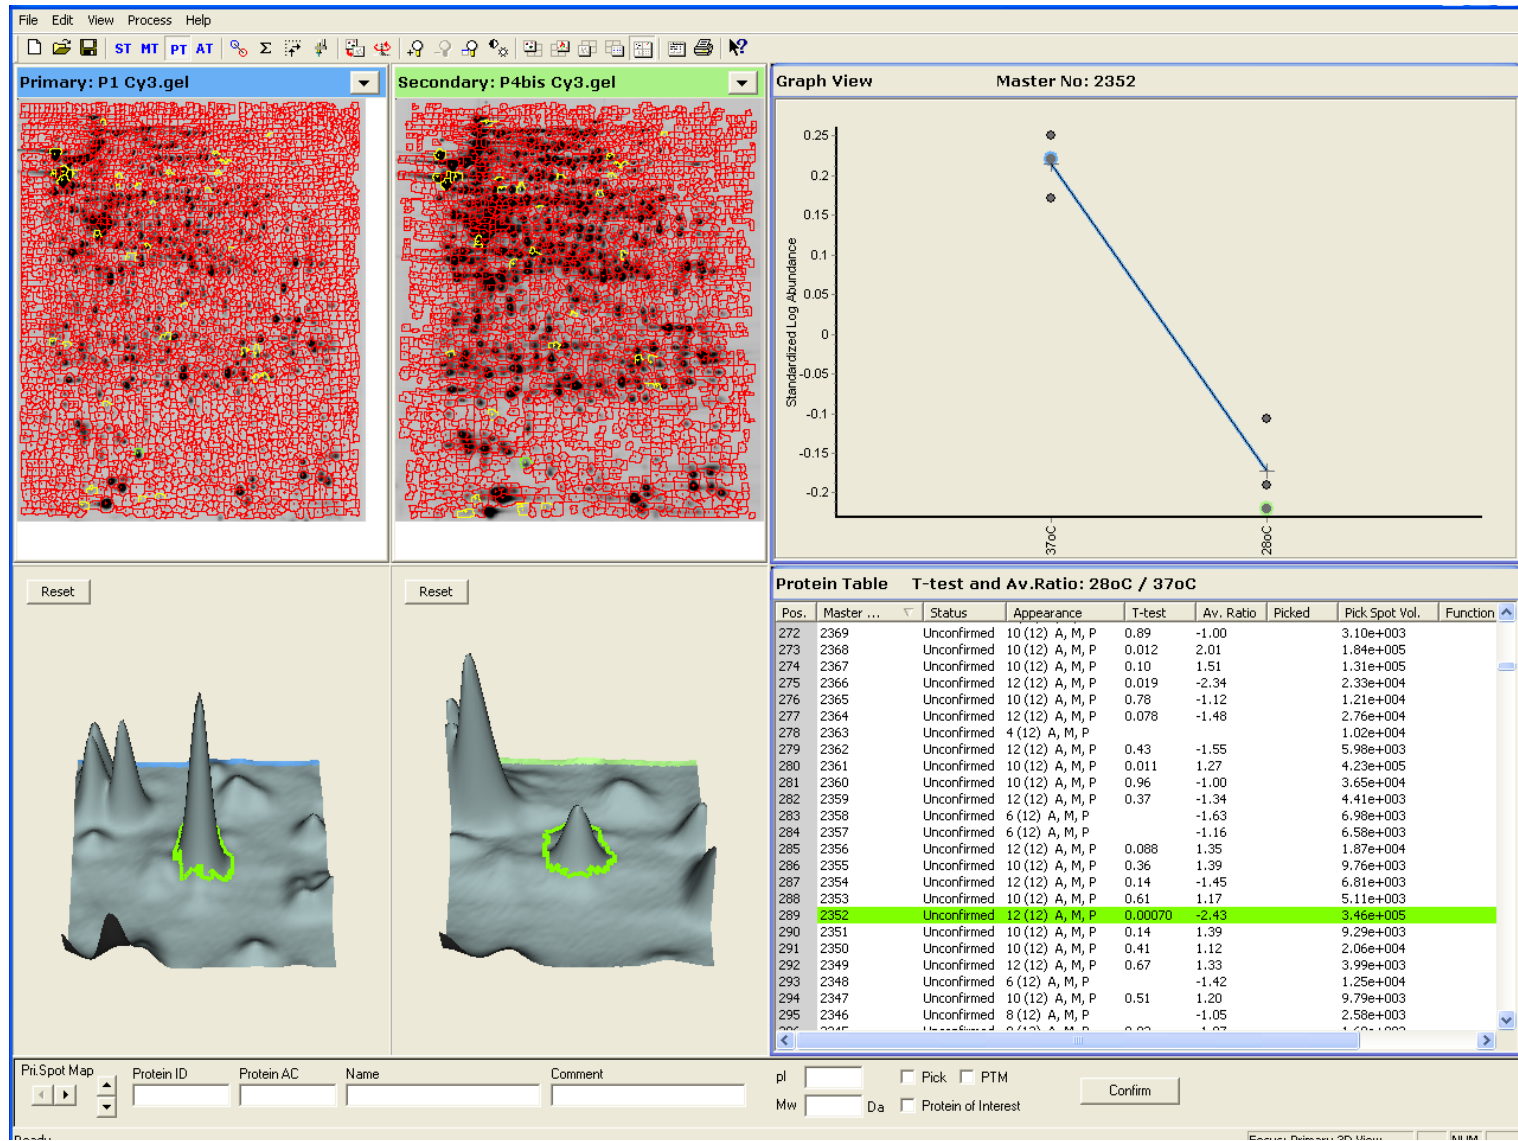 File Edit View Process Help
ST MT PT AT Σ
Primary: P1 Cy3.gel
Secondary: P4bis Cy3.gel
Graph View Master No: 2352
0.25
0.2
0.15
0.1
0.05
0
-0.05
-0.1
-0.15
-0.2
Standardized Log Abundance
37oC
28oC
Reset
Reset
Protein Table T-test and Av.Ratio: 28oC / 37oC
Pos. Master ... Status Appearance T-test Av. Ratio Picked Pick Spot Vol. Function
272 2369 Unconfirmed 10 (12) A, M, P 0.89 -1.00 3.10e+003
273 2368 Unconfirmed 10 (12) A, M, P 0.012 2.01 1.84e+005
274 2367 Unconfirmed 10 (12) A, M, P 0.10 1.51 1.31e+005
275 2366 Unconfirmed 12 (12) A, M, P 0.019 -2.34 2.33e+004
276 2365 Unconfirmed 10 (12) A, M, P 0.78 -1.12 1.21e+004
277 2364 Unconfirmed 12 (12) A, M, P 0.078 -1.48 2.76e+004
278 2363 Unconfirmed 4 (12) A, M, P 1.02e+004
279 2362 Unconfirmed 12 (12) A, M, P 0.43 -1.55 5.98e+003
280 2361 Unconfirmed 12 (12) A, M, P 0.011 1.27 4.23e+005
281 2360 Unconfirmed 10 (12) A, M, P 0.96 -1.00 3.65e+004
282 2359 Unconfirmed 12 (12) A, M, P 0.37 -1.34 4.41e+003
283 2358 Unconfirmed 6 (12) A, M, P -1.63 6.98e+003
284 2357 Unconfirmed 6 (12) A, M, P -1.16 6.58e+003
285 2356 Unconfirmed 12 (12) A, M, P 0.088 1.35 1.87e+004
286 2355 Unconfirmed 10 (12) A, M, P 0.36 1.39 9.76e+003
287 2354 Unconfirmed 12 (12) A, M, P 0.14 -1.45 6.81e+003
288 2353 Unconfirmed 10 (12) A, M, P 0.61 1.17 5.11e+003
289 2352 Unconfirmed 12 (12) A, M, P 0.00070 -2.43 3.46e+005
290 2351 Unconfirmed 10 (12) A, M, P 0.14 1.39 9.29e+003
291 2350 Unconfirmed 10 (12) A, M, P 0.41 1.12 2.06e+004
292 2349 Unconfirmed 12 (12) A, M, P 0.67 1.33 3.99e+003
293 2348 Unconfirmed 6 (12) A, M, P -1.42 1.25e+004
294 2347 Unconfirmed 10 (12) A, M, P 0.51 1.20 9.79e+003
295 2346 Unconfirmed 8 (12) A, M, P -1.05 2.58e+003
Pri.Spot Map Protein ID Protein AC Name Comment pI Pick PTM
Mw Da Protein of Interest Confirm
Ready Focus: Primary 3D View NUM